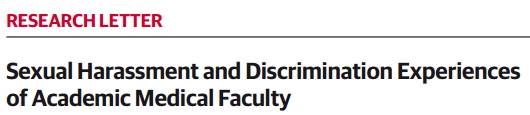 RESEARCH LETTER
Sexual Harassment and Discrimination Experiences
of Academic Medical Faculty